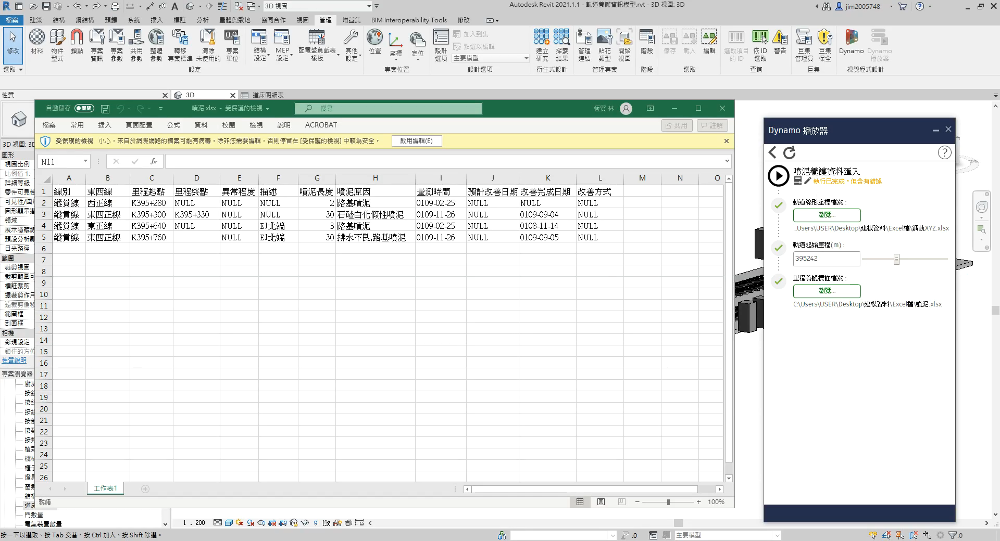 3D 視圖
Autodesk Revit 2021.1.1 - 軌道養護資訊模型.rvt - 3D 視圖: 3D
jim2005748
檔案 建築 結構 鋼結構 預鑄 系統 插入 標註 分析 量體與敷地 協同合作 視圖 管理 增益集 BIM Interoperability Tools 修改
修改 材料 物件型式 鎖點 專案資訊 專案參數 共用參數 整體參數 轉移專案標準 清除未使用的 專案單位 結構設定 MEP設定 配電盤負載表樣板 其他設定 位置 座標 定位 設計選項
加入到集
點選以編輯
主要模型
建立研究 探索結果 管理連結 貼花類型 開始視圖 階段 儲存 載入 編輯 選取項目的 ID 依 ID 選取 警告 巨集管理員 巨集保全 Dynamo Dynamo 播放器
選取 設定 專案位置 設計選項 衍生式設計 管理專案 階段 選取 查詢 巨集 視覺程式設計
性質
3D 道床明細表
自動儲存 關閉 噴泥.xlsx - 受保護的檢視 搜尋 恆賢 林
檔案 常用 插入 頁面配置 公式 資料 校閱 檢視 說明 ACROBAT 共用 註解
受保護的檢視 小心，來自於網際網路的檔案可能有病毒。除非您需要編輯，否則停留在 [受保護的檢視] 中較為安全。 啟用編輯(E)
N11 fx
A B C D E F G H I J K L M N O
1 線別 東西線 里程起點 里程終點 異常程度 描述 噴泥長度 噴泥原因 量測時間 預計改善日期 改善完成日期 改善方式
2 縱貫線 西正線 K395+280 NULL NULL NULL 2 路基噴泥 0109-02-25 NULL NULL NULL
3 縱貫線 東西正線 K395+300 K395+330 NULL NULL 30 石碴白化假性噴泥 0109-11-26 NULL 0109-09-04 NULL
4 縱貫線 東正線 K395+640 NULL NULL EJ北端 3 路基噴泥 0109-02-25 NULL 0108-11-14 NULL
5 縱貫線 東西正線 K395+760 NULL EJ北端 30 排水不良,路基噴泥 0109-11-26 NULL 0109-09-05 NULL
6
7
8
9
10
11
12
13
14
15
16
17
18
19
20
21
22
23
24
25
26
工作表1
就緒 100%
3D 視圖: 3D
圖形
視圖比例
比例值 1:
詳細等級
零件可見性
可見性/圖
圖形顯示選
領域
展示隱藏線
預設分析顯
日光路徑
範圍
裁剪視圖
裁剪範圍可
標註裁剪
遠裁剪作用
遠裁剪偏移
範圍框
剖面框
相機
彩現設定
鎖住的方位
性質說明
專案瀏覽器
門數量
電氣裝置數量
Dynamo 播放器
噴泥養護資料匯入
執行已完成，但含有錯誤
軌道線形座標檔案 :
瀏覽...
...Users\USER\Desktop\建模資料\Excel檔\鋼軌XYZ.xlsx
軌道起始里程(m) :
395242
里程養護標註檔案 :
瀏覽...
C:\Users\USER\Desktop\建模資料\Excel檔\噴泥.xlsx
1 : 200
按一下以選取、按 Tab 交替、按 Ctrl 加入、按 Shift 除選。 :0 主要模型 :0